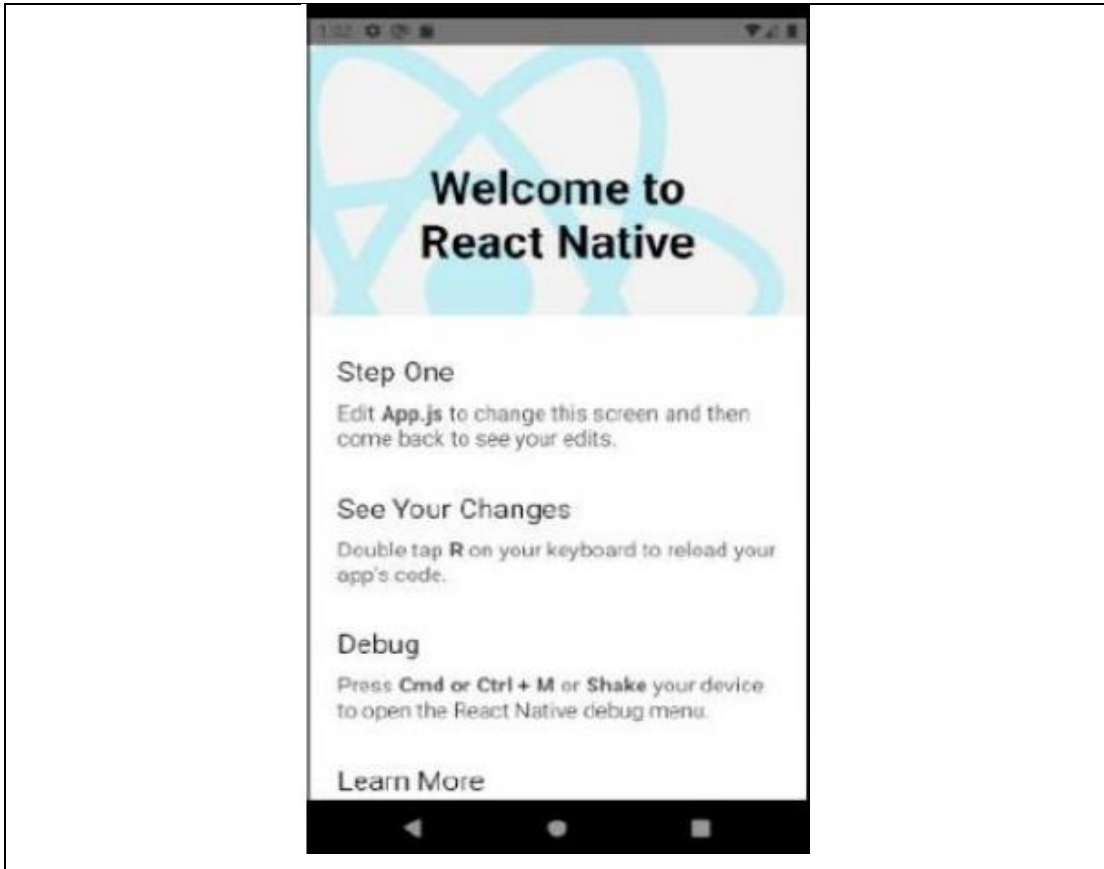 1:02
Welcome to
React Native
Step One
Edit App.js to change this screen and then
come back to see your edits.
See Your Changes
Double tap R on your keyboard to reload your
app's code.
Debug
Press Cmd or Ctrl + M or Shake your device
to open the React Native debug menu.
Learn More